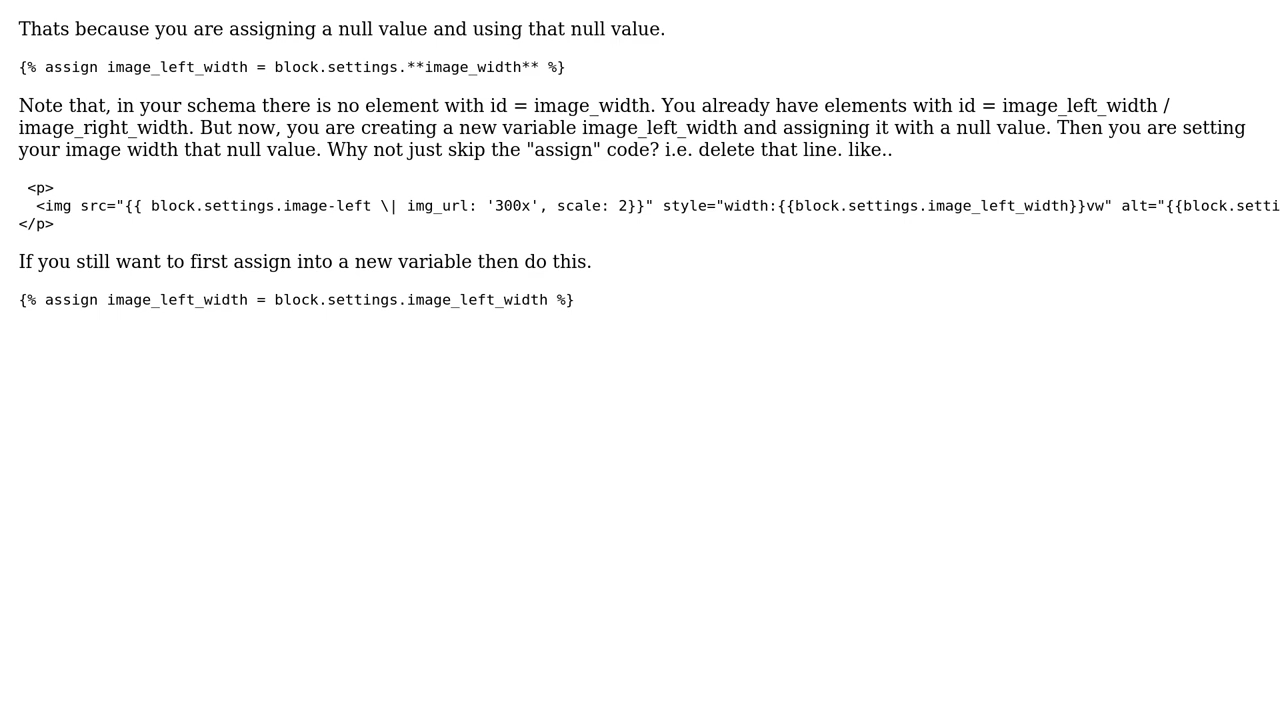 Thats because you are assigning a null value and using that null value.
{% assign image_left_width = block.settings.**image_width** %}
Note that, in your schema there is no element with id = image_width. You already have elements with id = image_left_width /
image_right_width. But now, you are creating a new variable image_left_width and assigning it with a null value. Then you are setting
your image width that null value. Why not just skip the "assign" code? i.e. delete that line. like..
<p>
<img src="{{ block.settings.image-left \| img_url: '300x', scale: 2}}" style="width:{{block.settings.image_left_width}}vw" alt="{{block.setti
</p>
If you still want to first assign into a new variable then do this.
{% assign image_left_width = block.settings.image_left_width %}